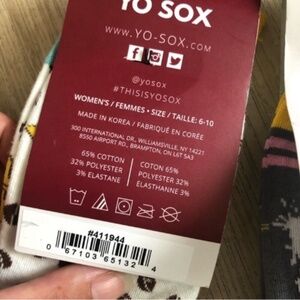 YO SOX
WWW.YO-SOX.COM
@yosox
#THISISYOSOX
WOMEN'S / FEMMES • SIZE / TAILLE: 6-10
MADE IN KOREA / FABRIQUÉ EN CORÉE
300 INTERNATIONAL DR., WILLIAMSVILLE, NY 14221
8550 AIRPORT RD., BRAMPTON, ON L6T 5A3
65% COTTON
32% POLYESTER
3% ELASTANE
COTON 65%
POLYESTER 32%
ÉLASTHANNE 3%
#411944
0 67103 65132 4